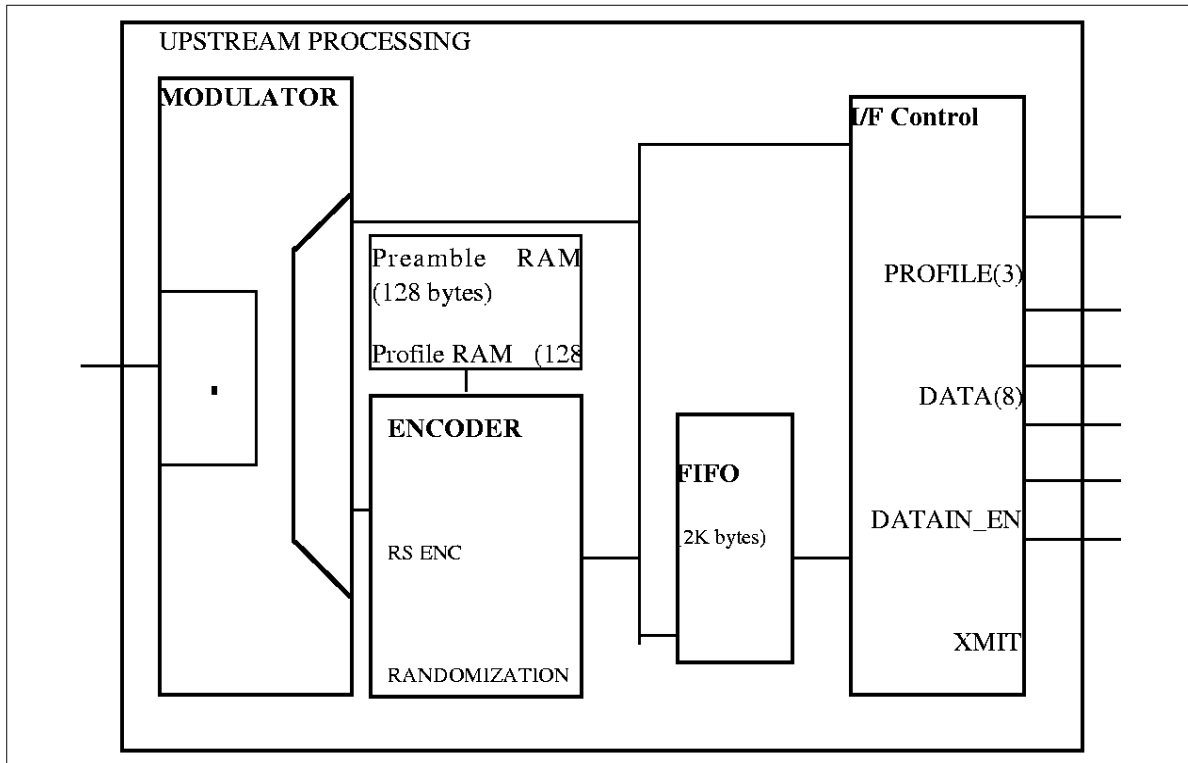 UPSTREAM PROCESSING
MODULATOR
I/F Control
Preamble RAM
(128 bytes)
Profile RAM (128
PROFILE(3)
DATA(8)
ENCODER
FIFO
(2K bytes)
DATAIN_EN
RS ENC
XMIT
RANDOMIZATION